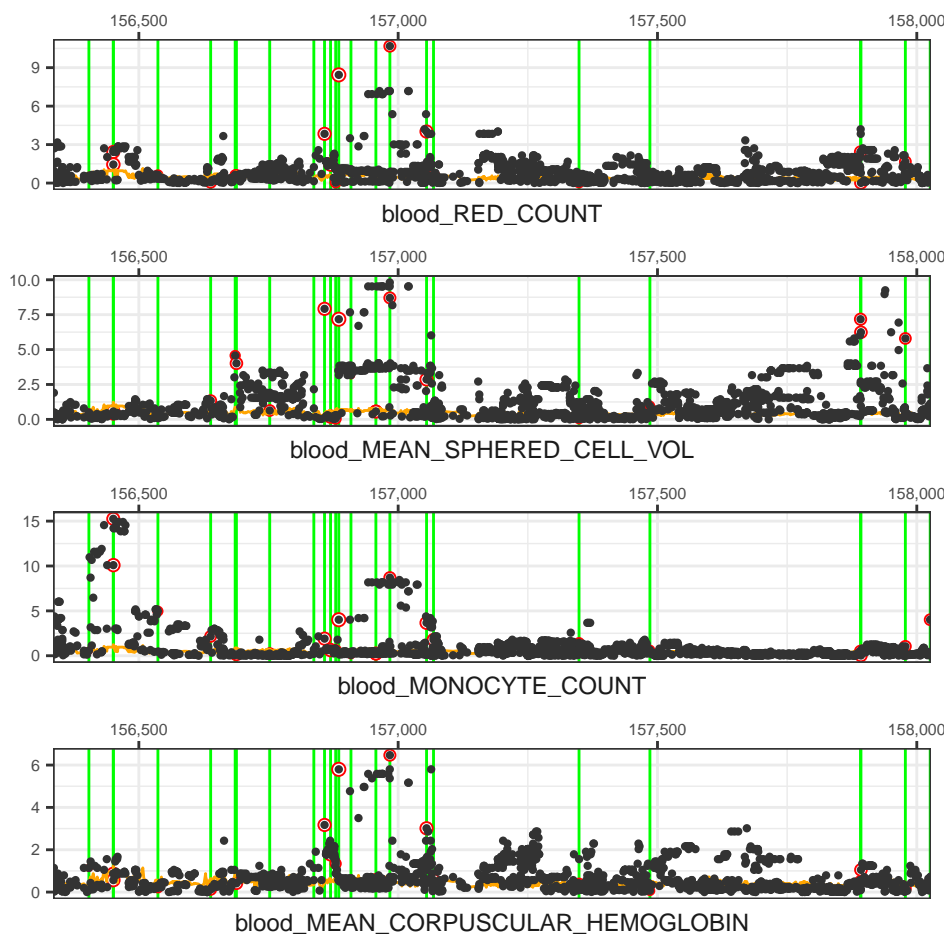 156,500 157,000 157,500 158,000
9
6
3
0
blood_RED_COUNT
156,500 157,000 157,500 158,000
10.0
7.5
5.0
2.5
0.0
blood_MEAN_SPHERED_CELL_VOL
156,500 157,000 157,500 158,000
15
10
5
0
blood_MONOCYTE_COUNT
156,500 157,000 157,500 158,000
6
4
2
0
blood_MEAN_CORPUSCULAR_HEMOGLOBIN